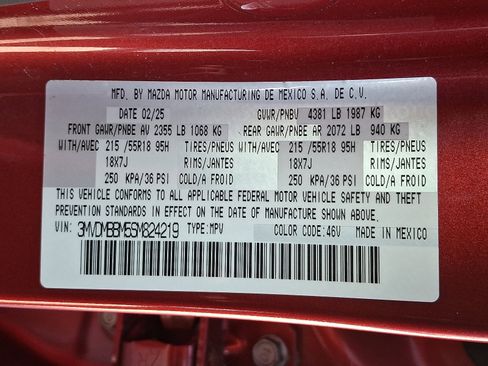 MFD. BY MAZDA MOTOR MANUFACTURING DE MEXICO S.A. DE C.V.
DATE 02/25 GVWR/PNBV 4381 LB 1987 KG
FRONT GAWR/PNBE AV 2355 LB 1068 KG REAR GAWR/PNBE AR 2072 LB 940 KG
WITH/AVEC 215 /55R18 95H TIRES/PNEUS WITH/AVEC 215 /55R18 95H TIRES/PNEUS
18X7J RIMS/JANTES 18X7J RIMS/JANTES
250 KPA/36 PSI COLD/A FROID 250 KPA/36 PSI COLD/A FROID
THIS VEHICLE CONFORMS TO ALL APPLICABLE FEDERAL MOTOR VEHICLE SAFETY AND THEFT
PREVENTION STANDARDS IN EFFECT ON THE DATE OF MANUFACTURE SHOWN ABOVE.
VIN: 3MVDMBBM5SM824219 TYPE:MPV COLOR CODE:46V MADE IN MEXICO